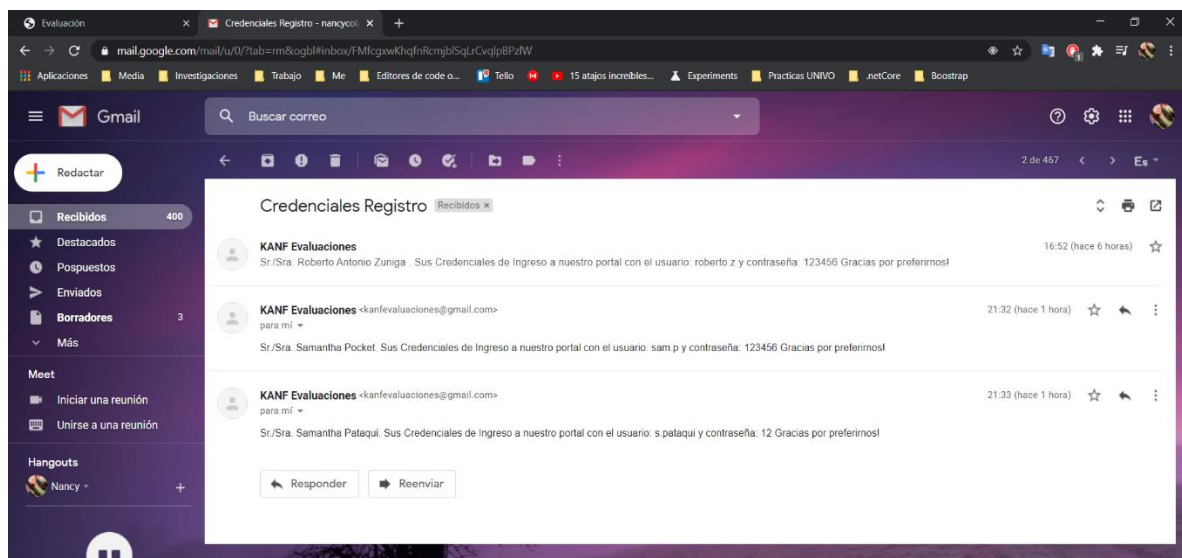 Evaluación
Credenciales Registro - nancycol
mail.google.com/mail/u/0/?tab=rm&ogbl#inbox/FMfcgxwKhqfnRcmjblSqLrCvqlpBPzlW
Aplicaciones Media Investigaciones Trabajo Me Editores de code o... Tello 15 atajos increíbles... Experiments Practicas UNIVO .netCore Boostrap
Gmail
Buscar correo
Redactar
2 de 467
Es
Recibidos 400
Destacados
Pospuestos
Enviados
Borradores 3
Más
Meet
Iniciar una reunión
Unirse a una reunión
Hangouts
Nancy
Credenciales Registro Recibidos x
KANF Evaluaciones 16:52 (hace 6 horas)
Sr./Sra. Roberto Antonio Zuniga . Sus Credenciales de Ingreso a nuestro portal con el usuario: roberto.z y contraseña: 123456 Gracias por preferirnos!
KANF Evaluaciones <kanfevaluaciones@gmail.com> 21:32 (hace 1 hora)
para mí
Sr./Sra. Samantha Pocket. Sus Credenciales de Ingreso a nuestro portal con el usuario: sam.p y contraseña: 123456 Gracias por preferirnos!
KANF Evaluaciones <kanfevaluaciones@gmail.com> 21:33 (hace 1 hora)
para mí
Sr./Sra. Samantha Pataqui. Sus Credenciales de Ingreso a nuestro portal con el usuario: s.pataqui y contraseña: 12 Gracias por preferirnos!
Responder Reenviar